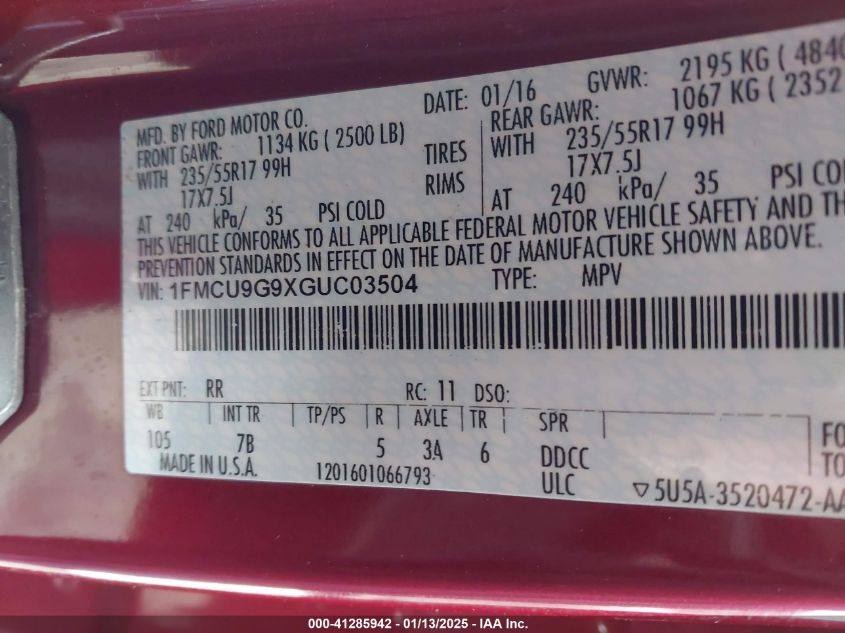 MFD. BY FORD MOTOR CO. DATE: 01/16 GVWR: 2195 KG ( 4840
FRONT GAWR: 1134 KG ( 2500 LB) REAR GAWR: 1067 KG ( 2352
WITH 235/55R17 99H TIRES WITH 235/55R17 99H
17X7.5J RIMS 17X7.5J
AT 240 kPa/ 35 PSI COLD AT 240 kPa/ 35 PSI COL
THIS VEHICLE CONFORMS TO ALL APPLICABLE FEDERAL MOTOR VEHICLE SAFETY AND TH
PREVENTION STANDARDS IN EFFECT ON THE DATE OF MANUFACTURE SHOWN ABOVE.
VIN: 1FMCU9G9XGUC03504 TYPE: MPV
EXT PNT: RR RC: 11 DSO:
WB INT TR TP/PS R AXLE TR SPR
105 7B 5 3A 6 DDCC
MADE IN U.S.A. 1201601066793 ULC
FO
TO
5U5A-3520472-AA
000-41285942 - 01/13/2025 - IAA Inc.